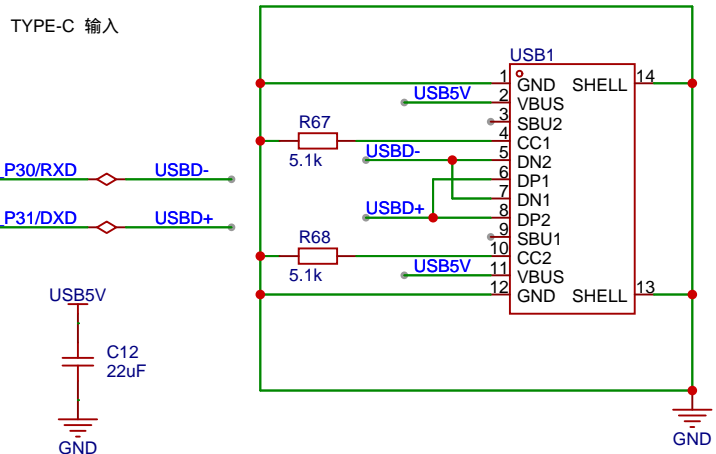 TYPE-C 输入
USB1
1 GND SHELL 14
USB5V 2 VBUS
3 SBU2
R67 4 CC1
5.1k USBD- 5 DN2
P30/RXD USBD- 6 DP1
7 DN1
USBD+ 8 DP2
P31/DXD USBD+ 9 SBU1
R68 10 CC2
5.1k USB5V 11 VBUS
12 GND SHELL 13
USB5V
C12
22uF
GND
GND